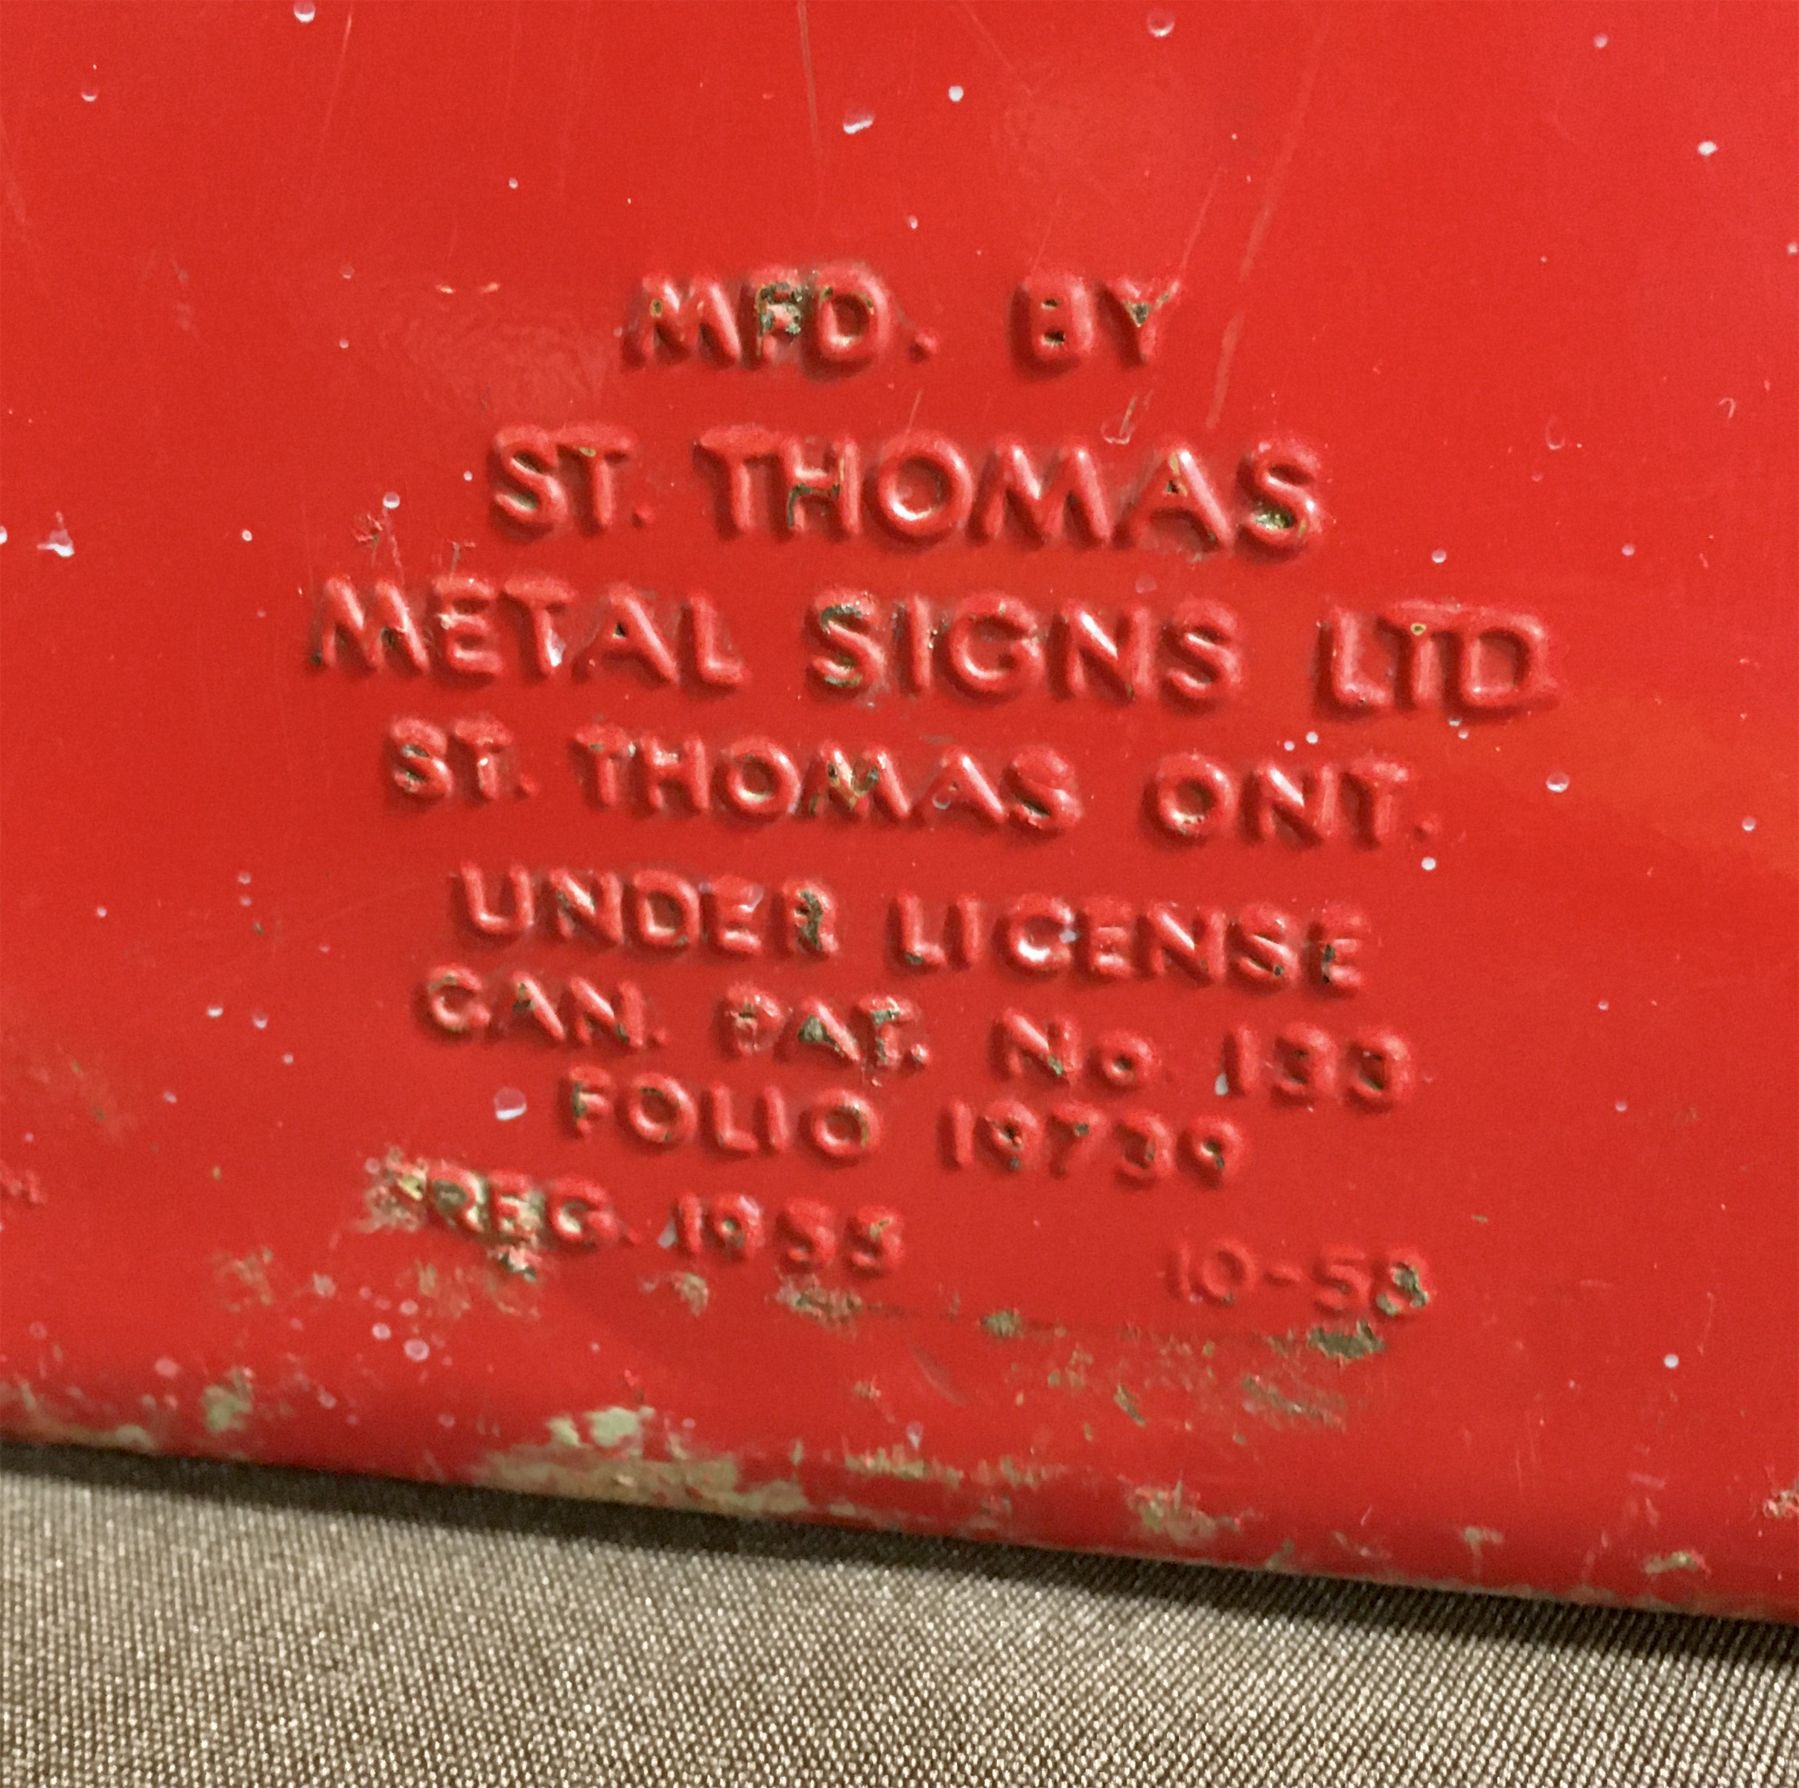 MFD. BY
ST. THOMAS
METAL SIGNS LTD
ST. THOMAS ONT.
UNDER LICENSE
CAN. PAT. No 133
FOLIO 19739
REG. 1955 10-58